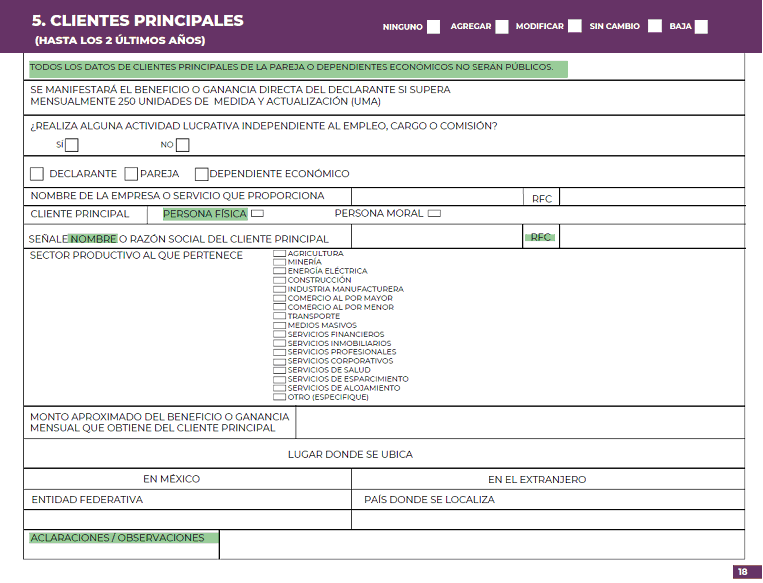 5. CLIENTES PRINCIPALES
(HASTA LOS 2 ÚLTIMOS AÑOS)
NINGUNO AGREGAR MODIFICAR SIN CAMBIO BAJA
TODOS LOS DATOS DE CLIENTES PRINCIPALES DE LA PAREJA O DEPENDIENTES ECONOMICOS NO SERÁN PÚBLICOS.
SE MANIFESTARÁ EL BENEFICIO O GANANCIA DIRECTA DEL DECLARANTE SI SUPERA
MENSUALMENTE 250 UNIDADES DE MEDIDA Y ACTUALIZACIÓN (UMA)
¿REALIZA ALGUNA ACTIVIDAD LUCRATIVA INDEPENDIENTE AL EMPLEO, CARGO O COMISIÓN?
SÍ NO
DECLARANTE PAREJA DEPENDIENTE ECONÓMICO
NOMBRE DE LA EMPRESA O SERVICIO QUE PROPORCIONA RFC
CLIENTE PRINCIPAL PERSONA FÍSICA PERSONA MORAL
SEÑALE NOMBRE O RAZÓN SOCIAL DEL CLIENTE PRINCIPAL RFC
SECTOR PRODUCTIVO AL QUE PERTENECE
AGRICULTURA
MINERÍA
ENERGÍA ELÉCTRICA
CONSTRUCCIÓN
INDUSTRIA MANUFACTURERA
COMERCIO AL POR MAYOR
COMERCIO AL POR MENOR
TRANSPORTE
MEDIOS MASIVOS
SERVICIOS FINANCIEROS
SERVICIOS INMOBILIARIOS
SERVICIOS PROFESIONALES
SERVICIOS CORPORATIVOS
SERVICIOS DE SALUD
SERVICIOS DE ESPARCIMIENTO
SERVICIOS DE ALOJAMIENTO
OTRO (ESPECIFIQUE)
MONTO APROXIMADO DEL BENEFICIO O GANANCIA
MENSUAL QUE OBTIENE DEL CLIENTE PRINCIPAL
LUGAR DONDE SE UBICA
EN MÉXICO EN EL EXTRANJERO
ENTIDAD FEDERATIVA PAÍS DONDE SE LOCALIZA
ACLARACIONES / OBSERVACIONES
18